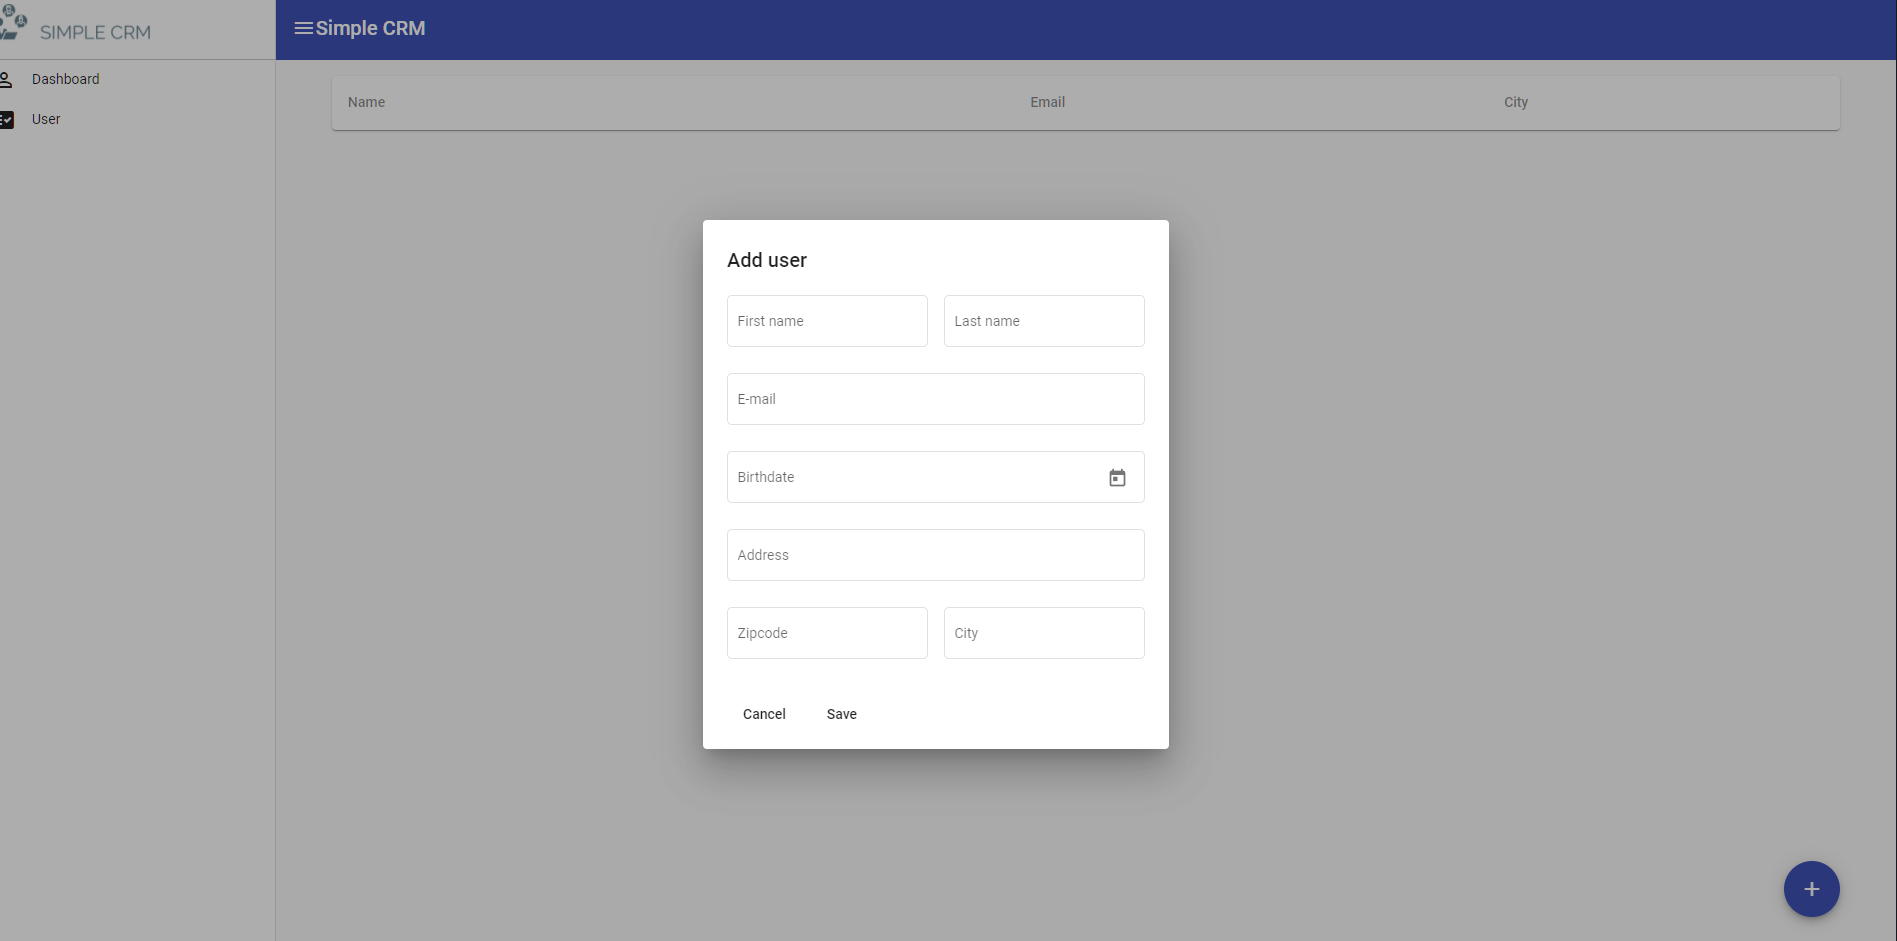 SIMPLE CRM
Simple CRM
Dashboard
User
Name Email City
Add user
First name Last name
E-mail
Birthdate
Address
Zipcode City
Cancel Save